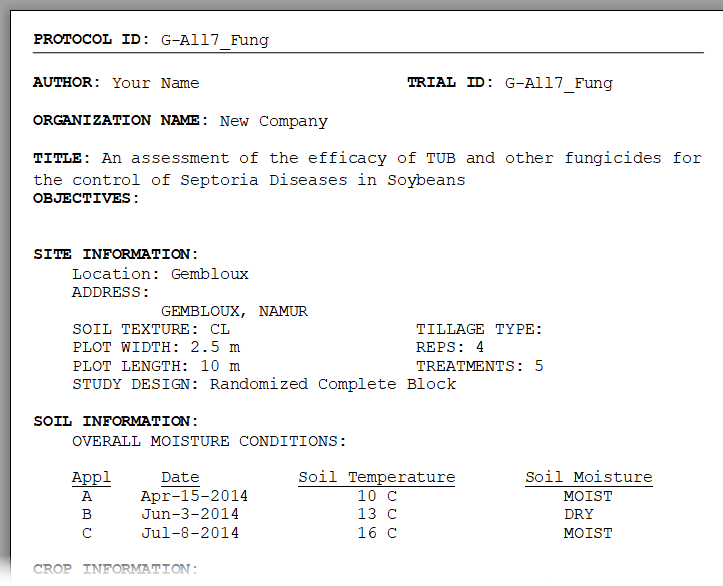 PROTOCOL ID: G-All7_Fung
AUTHOR: Your Name TRIAL ID: G-All7_Fung
ORGANIZATION NAME: New Company
TITLE: An assessment of the efficacy of TUB and other fungicides for
the control of Septoria Diseases in Soybeans
OBJECTIVES:
SITE INFORMATION:
Location: Gembloux
ADDRESS:
GEMBLOUX, NAMUR
SOIL TEXTURE: CL TILLAGE TYPE:
PLOT WIDTH: 2.5 m REPS: 4
PLOT LENGTH: 10 m TREATMENTS: 5
STUDY DESIGN: Randomized Complete Block
SOIL INFORMATION:
OVERALL MOISTURE CONDITIONS:
Appl Date Soil Temperature Soil Moisture
A Apr-15-2014 10 C MOIST
B Jun-3-2014 13 C DRY
C Jul-8-2014 16 C MOIST
CROP INFORMATION: